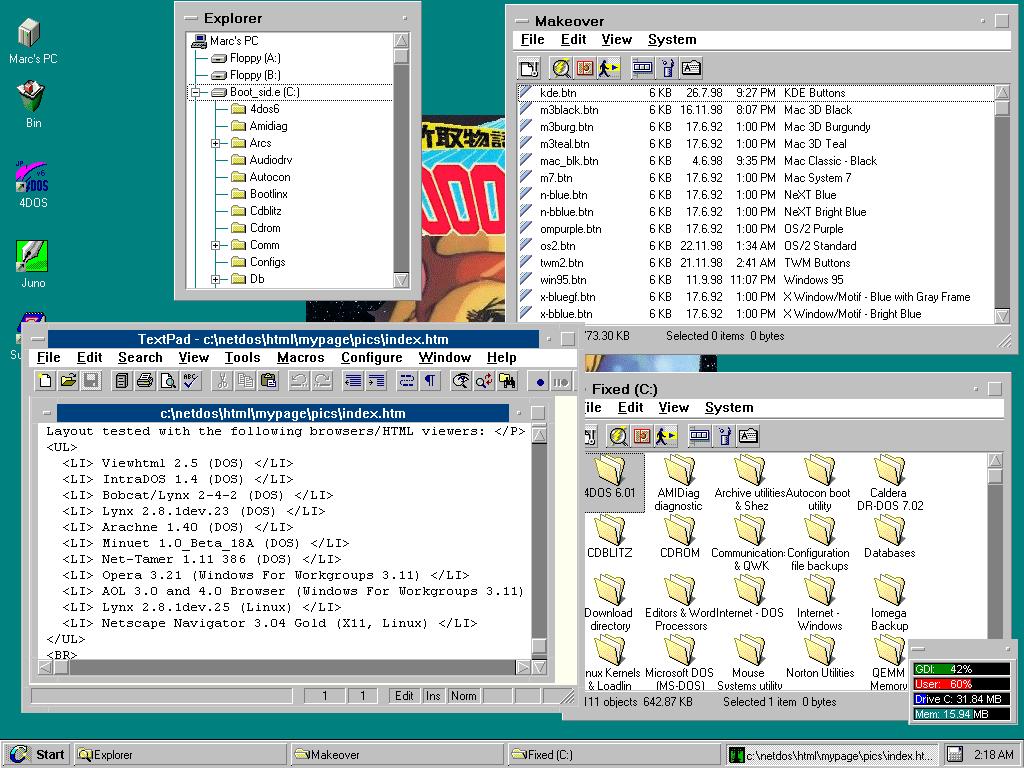 Marc's PC
Bin
4DOS
Juno
Explorer
Marc's PC
Floppy (A:)
Floppy (B:)
Boot_sid.e (C:)
4dos6
Amidiag
Arcs
Audiodrv
Autocon
Bootlinx
Cdblitz
Cdrom
Comm
Configs
Db
竹取物語
Makeover
File Edit View System
kde.btn 6 KB 26.7.98 9:27 PM KDE Buttons
m3black.btn 6 KB 16.11.98 8:07 PM Mac 3D Black
m3burg.btn 6 KB 17.6.92 1:00 PM Mac 3D Burgundy
m3teal.btn 6 KB 17.6.92 1:00 PM Mac 3D Teal
mac_blk.btn 6 KB 4.6.98 9:35 PM Mac Classic - Black
m7.btn 6 KB 17.6.92 1:00 PM Mac System 7
n-blue.btn 6 KB 17.6.92 1:00 PM NeXT Blue
n-bblue.btn 6 KB 17.6.92 1:00 PM NeXT Bright Blue
ompurple.btn 6 KB 17.6.92 1:00 PM OS/2 Purple
os2.btn 6 KB 22.11.98 1:34 AM OS/2 Standard
twm2.btn 6 KB 21.11.98 2:41 AM TWM Buttons
win95.btn 6 KB 11.9.98 11:07 PM Windows 95
x-bluegf.btn 6 KB 17.6.92 1:00 PM X Window/Motif - Blue with Gray Frame
x-bblue.btn 6 KB 17.6.92 1:00 PM X Window/Motif - Bright Blue
773.30 KB Selected 0 items 0 bytes
TextPad - c:\netdos\html\mypage\pics\index.htm
File Edit Search View Tools Macros Configure Window Help
c:\netdos\html\mypage\pics\index.htm
Layout tested with the following browsers/HTML viewers: </P>
<UL>
<LI> Viewhtml 2.5 (DOS) </LI>
<LI> IntraDOS 1.4 (DOS) </LI>
<LI> Bobcat/Lynx 2-4-2 (DOS) </LI>
<LI> Lynx 2.8.1dev.23 (DOS) </LI>
<LI> Arachne 1.40 (DOS) </LI>
<LI> Minuet 1.0_Beta_18A (DOS) </LI>
<LI> Net-Tamer 1.11 386 (DOS) </LI>
<LI> Opera 3.21 (Windows For Workgroups 3.11) </LI>
<LI> AOL 3.0 and 4.0 Browser (Windows For Workgroups 3.11)
<LI> Lynx 2.8.1dev.25 (Linux) </LI>
<LI> Netscape Navigator 3.04 Gold (X11, Linux) </LI>
</UL>
<BR>
1 1 Edit Ins Norm
Fixed (C:)
ile Edit View System
4DOS 6.01
AMIDiag diagnostic
Archive utilities & Shez
Autocon boot utility
Caldera DR-DOS 7.02
CDBLITZ
CDROM
Communication: & QWK
Configuration file backups
Databases
Download directory
Editors & Word Processors
Internet - DOS
Internet - Windows
Iomega Backup
nux Kernels & Loadlin
Microsoft DOS (MS-DOS)
Mouse Systems utility
Norton Utilities
QEMM Memory
111 objects 642.87 KB Selected 1 item 0 bytes
GDI: 42%
User: 60%
Drive C: 31.84 MB
Mem: 15.94 MB
Start
Explorer
Makeover
Fixed (C:)
c:\netdos\html\mypage\pics\index.ht...
2:18 AM